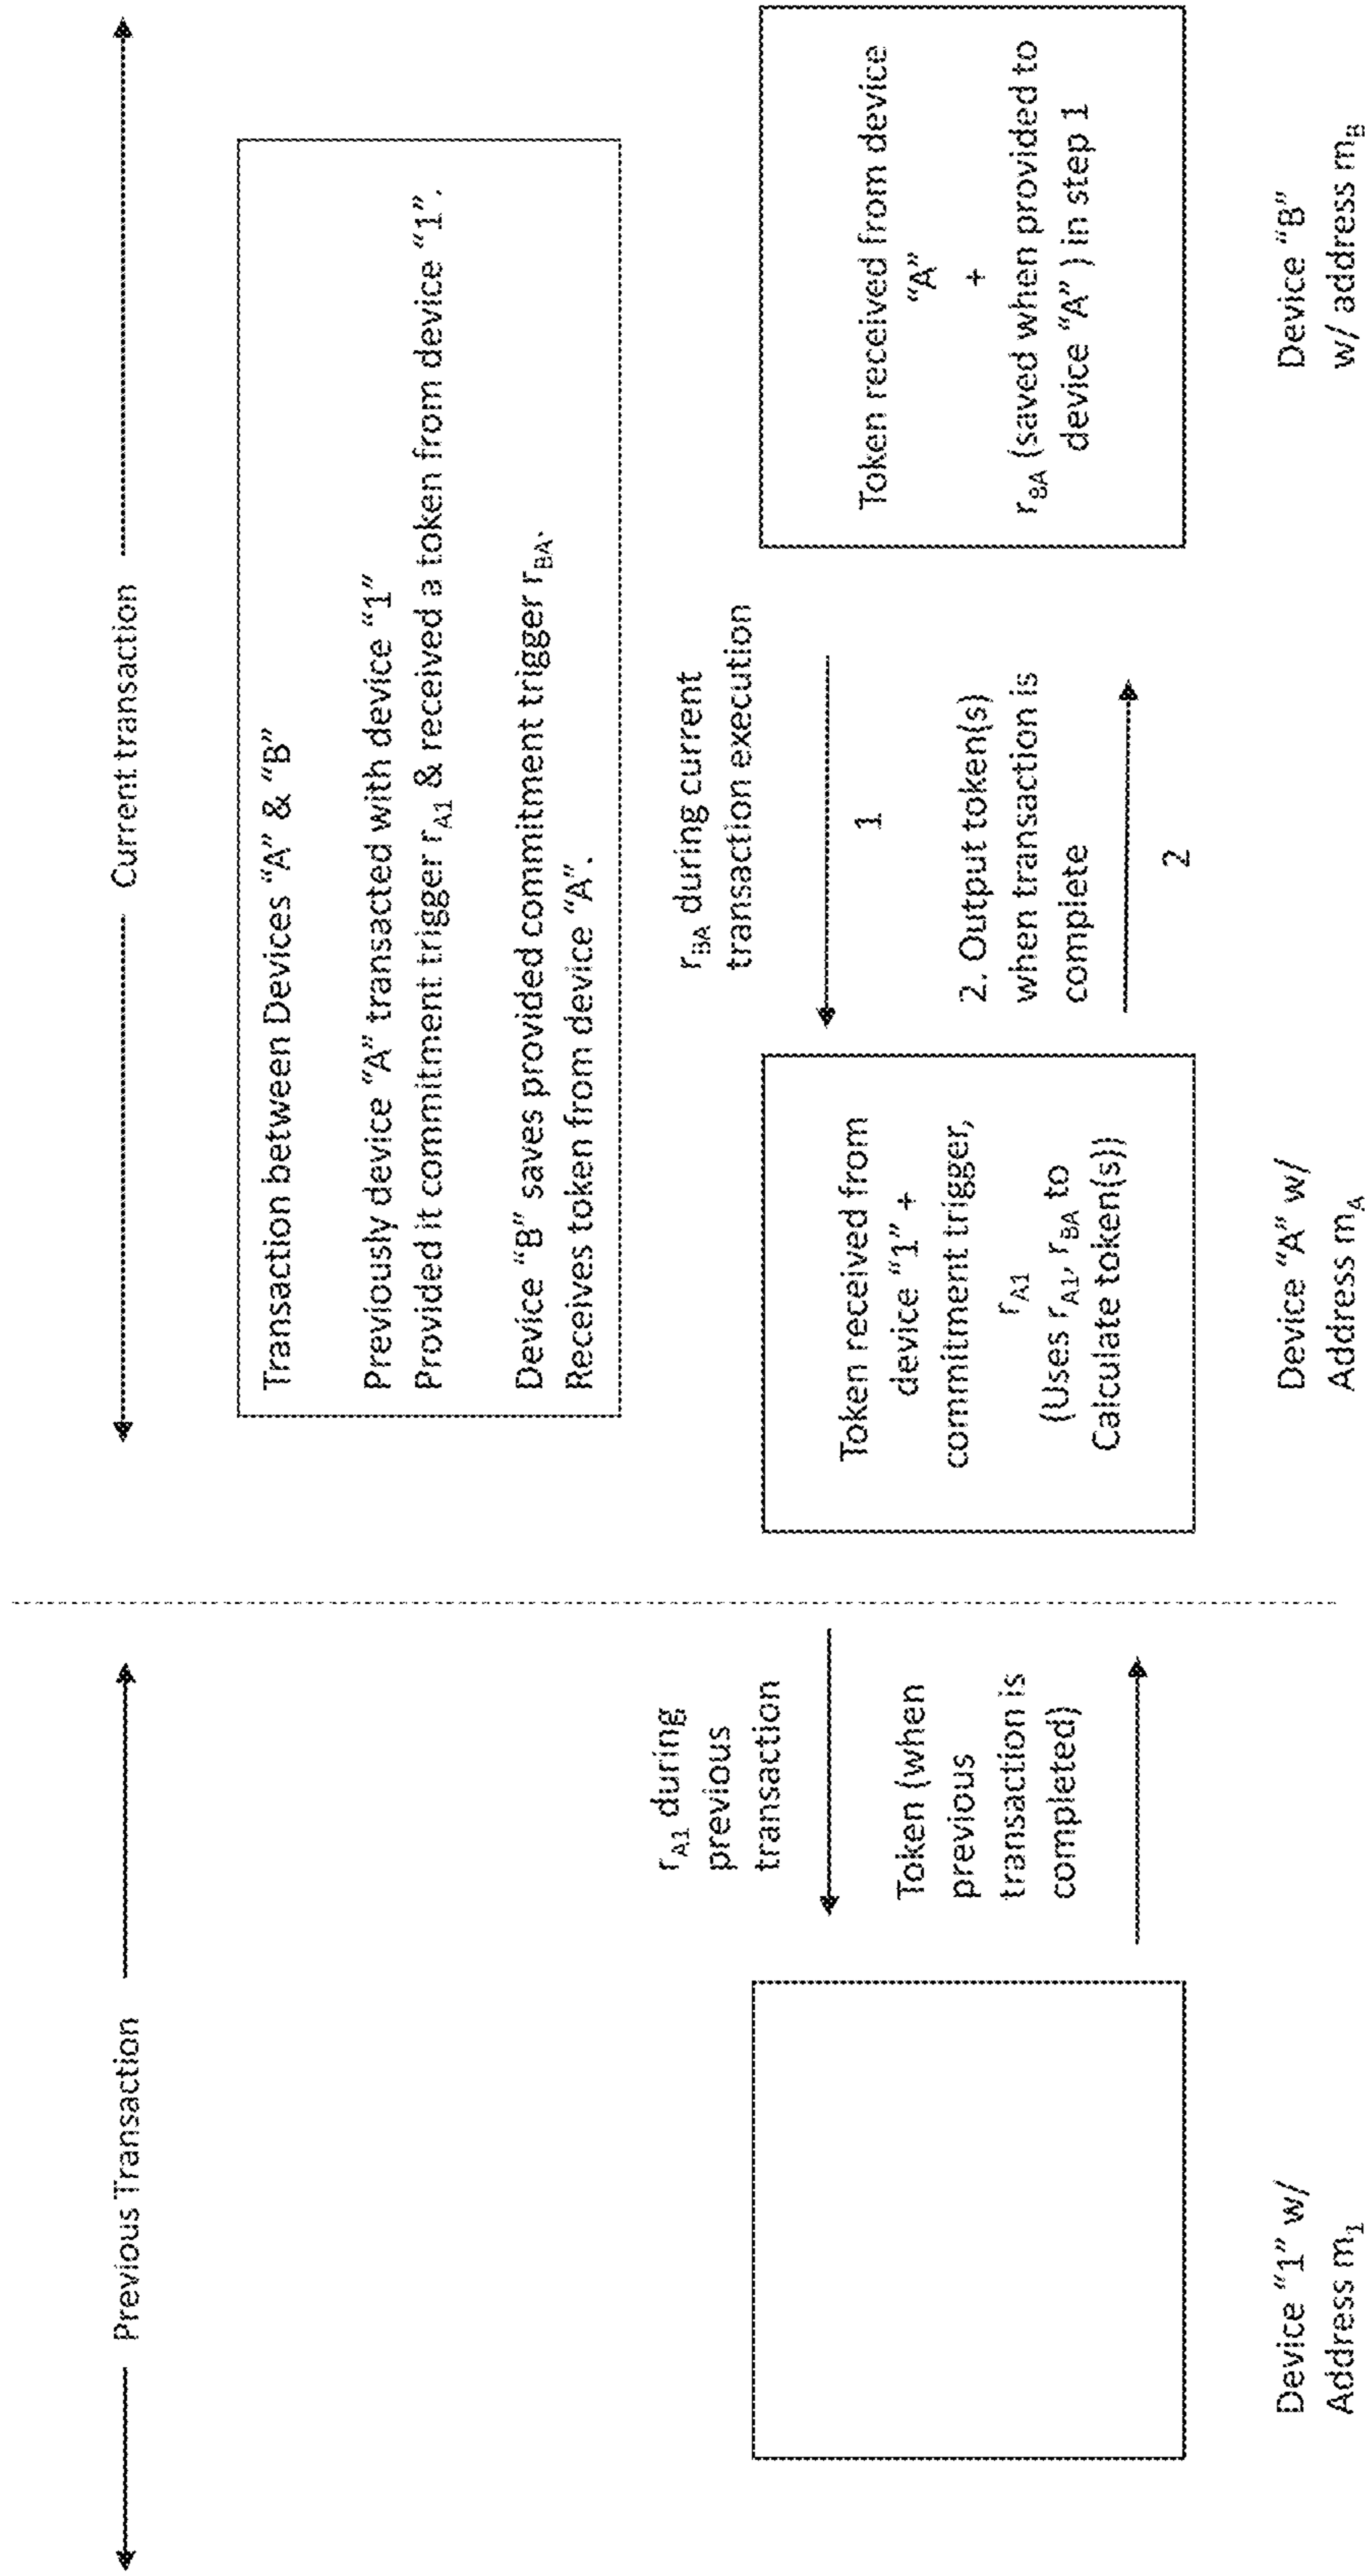 Previous Transaction
Current transaction
Transaction between Devices “A” & “B”
Previously device “A” transacted with device “1”
Provided it commitment trigger rA1 & received a token from device “1”.
Device “B” saves provided commitment trigger rBA.
Receives token from device “A”.
rA1 during
previous
transaction
Token (when
previous
transaction is
completed)
Token received from
device “1” +
commitment trigger,
rA1
(Uses rA1, rBA to
Calculate token(s))
rBA during current
transaction execution
1
2. Output token(s)
when transaction is
complete
2
Token received from device
“A”
+
rBA (saved when provided to
device “A” ) in step 1
Device “1” w/
Address m1
Device “A” w/
Address mA
Device “B”
w/ address mB